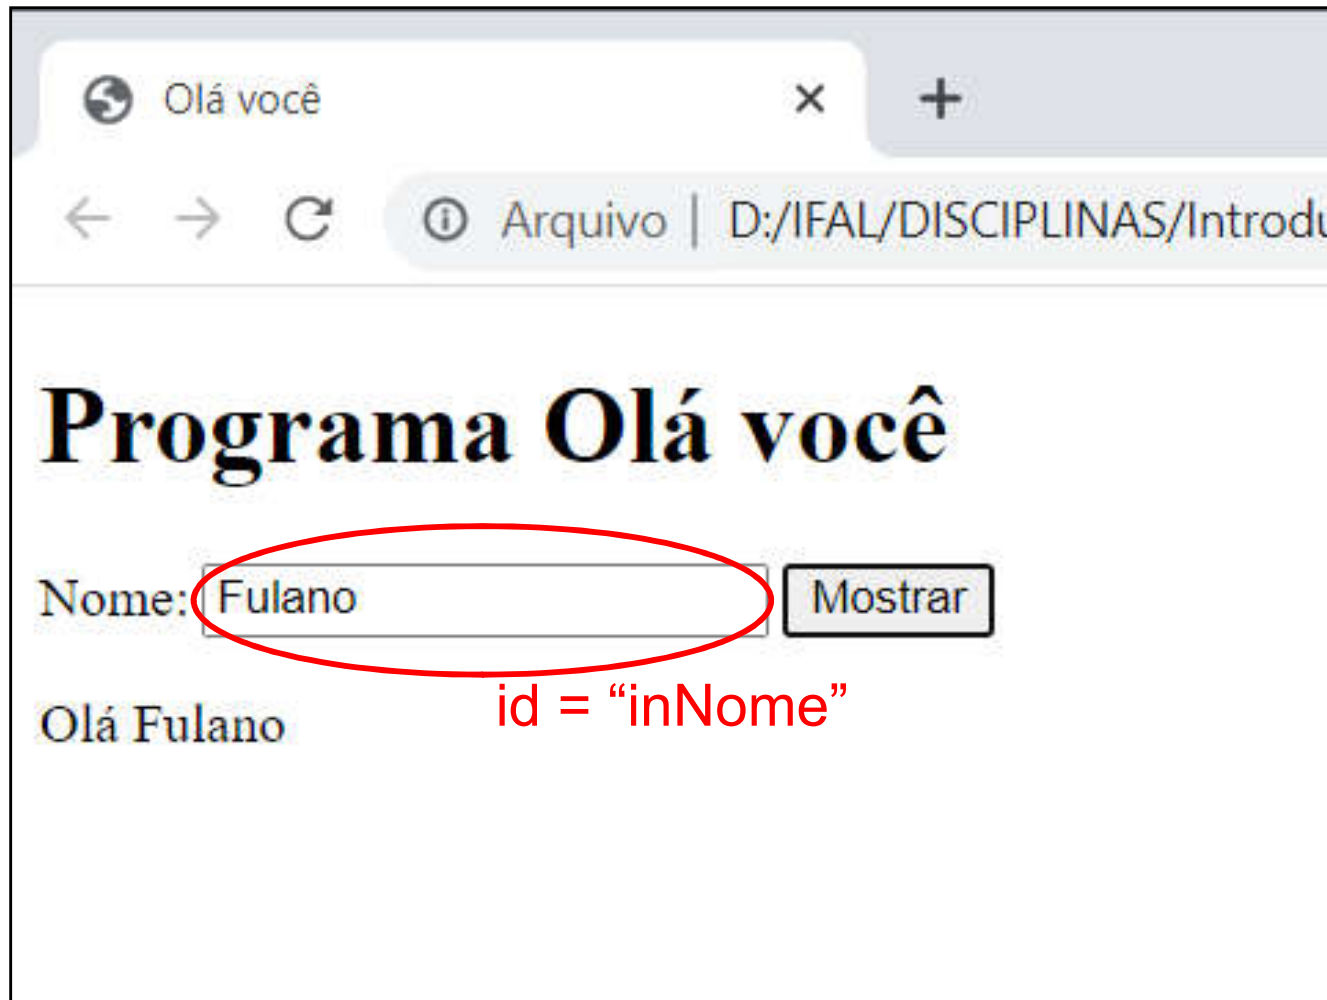 Olá você
Arquivo | D:/IFAL/DISCIPLINAS/Introdu
Programa Olá você
Nome: Fulano Mostrar
id = “inNome”
Olá Fulano